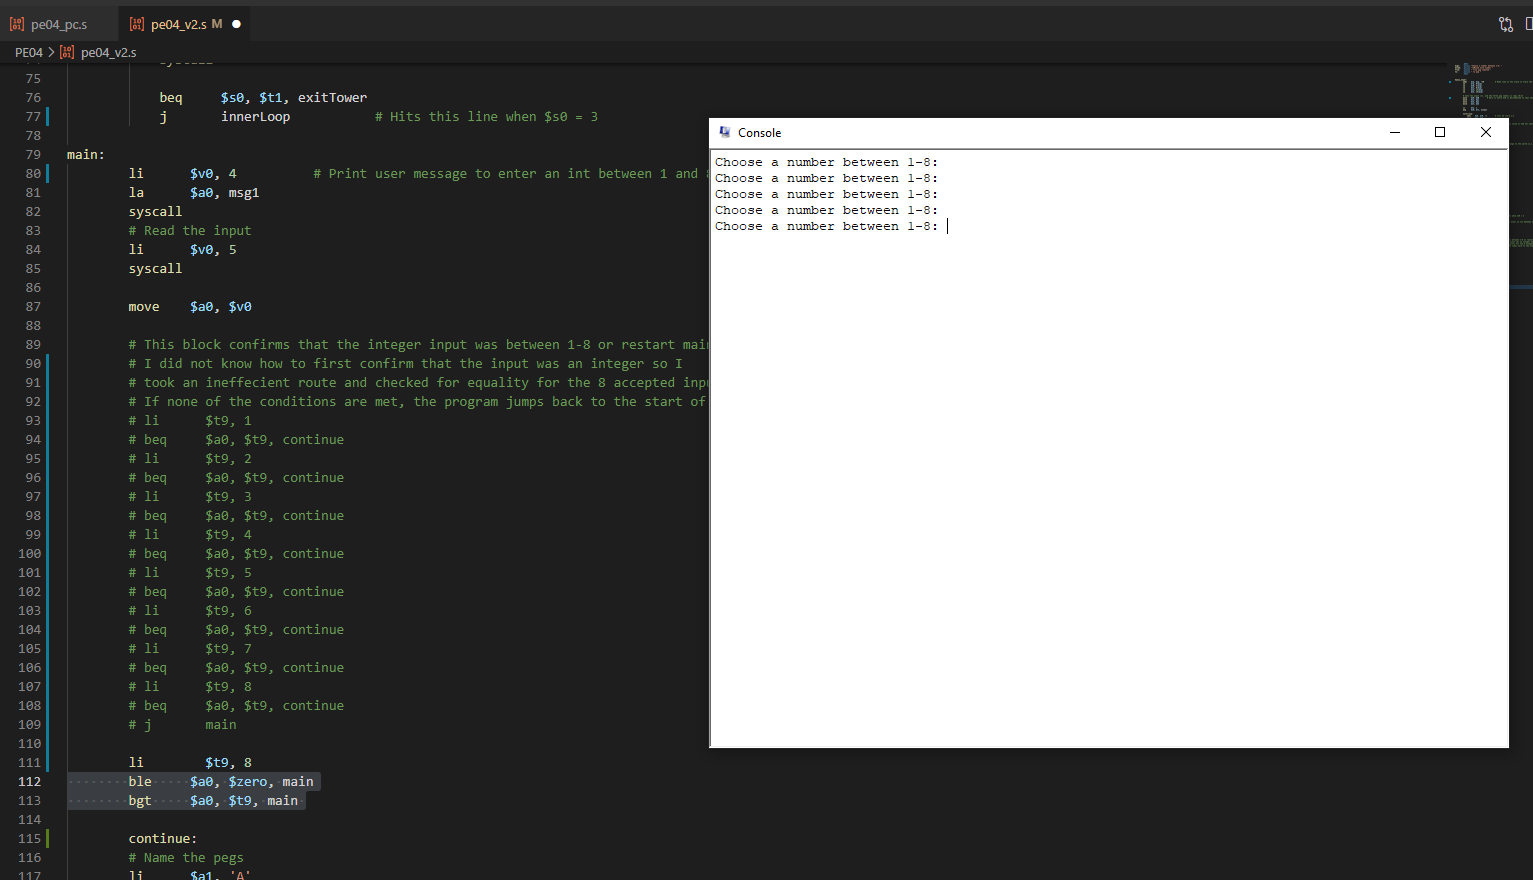 pe04_pc.s pe04_v2.s M
PE04 > pe04_v2.s
75
76 beq $s0, $t1, exitTower
77 j innerLoop # Hits this line when $s0 = 3
78
79 main:
80 li $v0, 4 # Print user message to enter an int between 1 and
81 la $a0, msg1
82 syscall
83 # Read the input
84 li $v0, 5
85 syscall
86
87 move $a0, $v0
88
89 # This block confirms that the integer input was between 1-8 or restart
90 # I did not know how to first confirm that the input was an integer so I
91 # took an ineffecient route and checked for equality for the 8 accepted
92 # If none of the conditions are met, the program jumps back to the start of
93 # li $t9, 1
94 # beq $a0, $t9, continue
95 # li $t9, 2
96 # beq $a0, $t9, continue
97 # li $t9, 3
98 # beq $a0, $t9, continue
99 # li $t9, 4
100 # beq $a0, $t9, continue
101 # li $t9, 5
102 # beq $a0, $t9, continue
103 # li $t9, 6
104 # beq $a0, $t9, continue
105 # li $t9, 7
106 # beq $a0, $t9, continue
107 # li $t9, 8
108 # beq $a0, $t9, continue
109 # j main
110
111 li $t9, 8
112 ble $a0, $zero, main
113 bgt $a0, $t9, main
114
115 continue:
116 # Name the pegs
117 li $a1, 'A'
Console
Choose a number between 1-8:
Choose a number between 1-8:
Choose a number between 1-8:
Choose a number between 1-8:
Choose a number between 1-8: